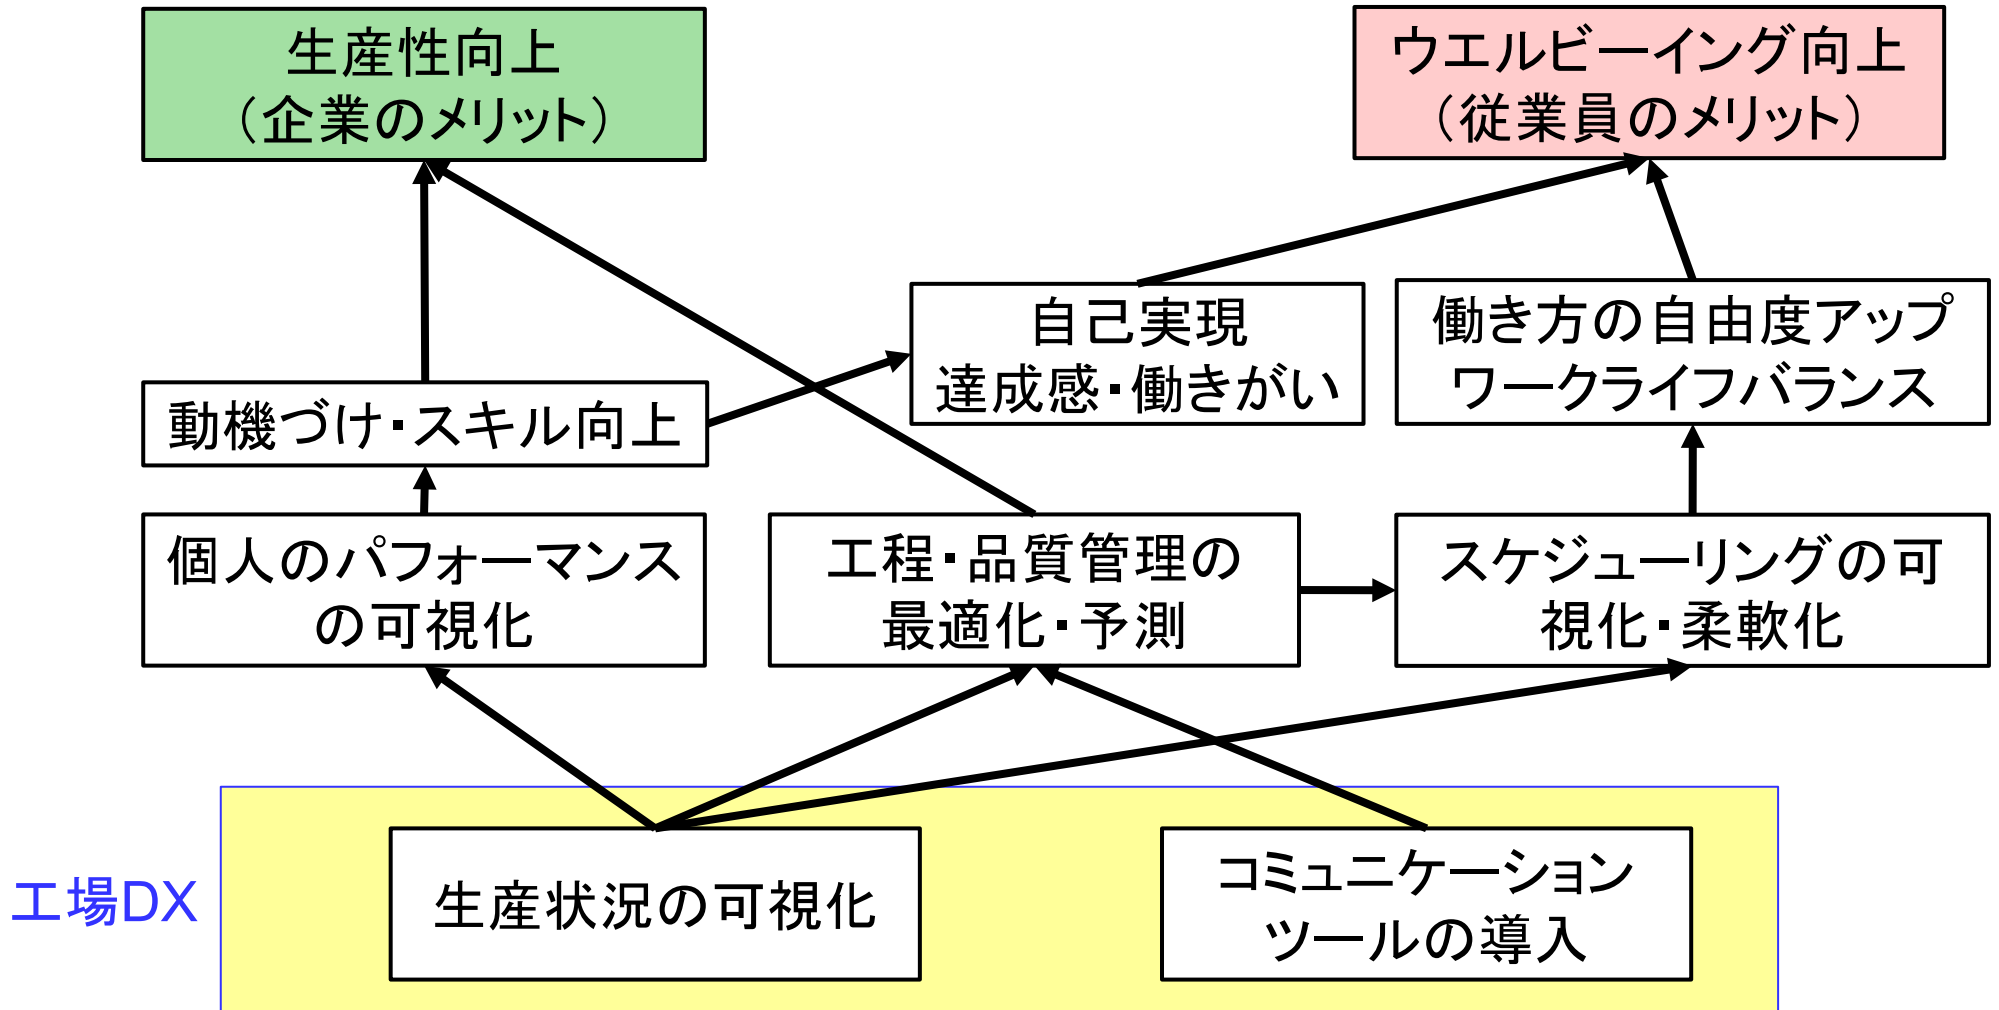 生産性向上
（企業のメリット）
ウエルビーイング向上
（従業員のメリット）
自己実現
達成感・働きがい
働き方の自由度アップ
ワークライフバランス
動機づけ・スキル向上
個人のパフォーマンス
の可視化
工程・品質管理の
最適化・予測
スケジューリングの可
視化・柔軟化
工場DX
生産状況の可視化
コミュニケーション
ツールの導入